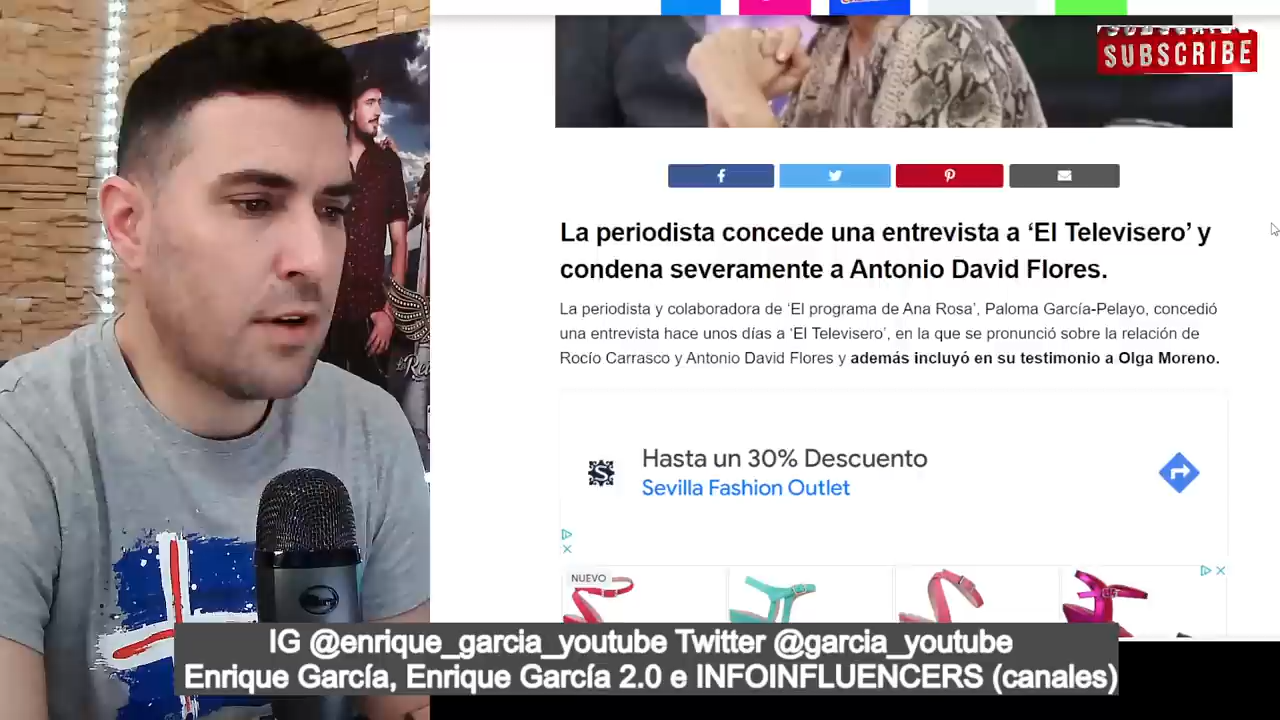 SUBSCRIBE
La periodista concede una entrevista a ‘El Televisero’ y
condena severamente a Antonio David Flores.
La periodista y colaboradora de ‘El programa de Ana Rosa’, Paloma García-Pelayo, concedió
una entrevista hace unos días a ‘El Televisero’, en la que se pronunció sobre la relación de
Rocío Carrasco y Antonio David Flores y además incluyó en su testimonio a Olga Moreno.
Hasta un 30% Descuento
Sevilla Fashion Outlet
NUEVO
IG @enrique_garcia_youtube Twitter @garcia_youtube
Enrique García, Enrique García 2.0 e INFOINFLUENCERS (canales)